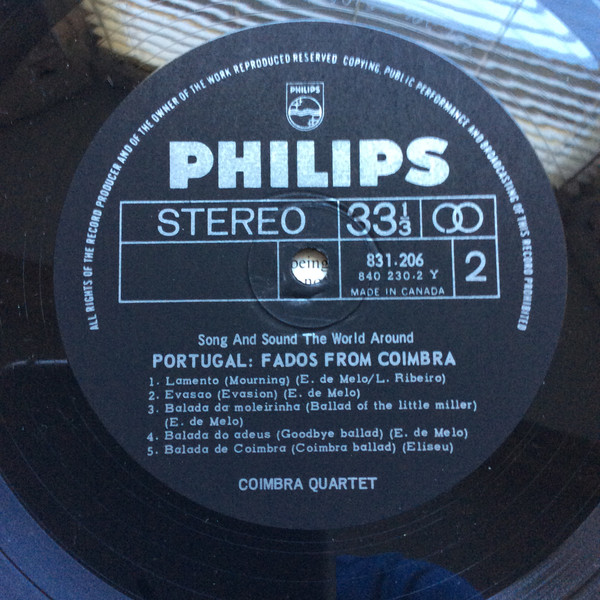 ALL RIGHTS OF THE RECORD PRODUCER AND OF THE OWNER OF THE WORK REPRODUCED RESERVED COPYING, PUBLIC PERFORMANCE AND BROADCASTING OF THIS RECORD PROHIBITED
PHILIPS
PHILIPS
STEREO 33 1/3
being
no
831.206
840 230-2 Y
MADE IN CANADA
2
Song And Sound The World Around
PORTUGAL: FADOS FROM COIMBRA
1. Lamento (Mourning) (E. de Melo/L. Ribeiro)
2. Evasao (Evasion) (E. de Melo)
3. Balada da moleirinha (Ballad of the little miller)
(E. de Melo)
4. Balada do adeus (Goodbye ballad) (E. de Melo)
5. Balada de Coimbra (Coimbra ballad) (Eliseu)
COIMBRA QUARTET